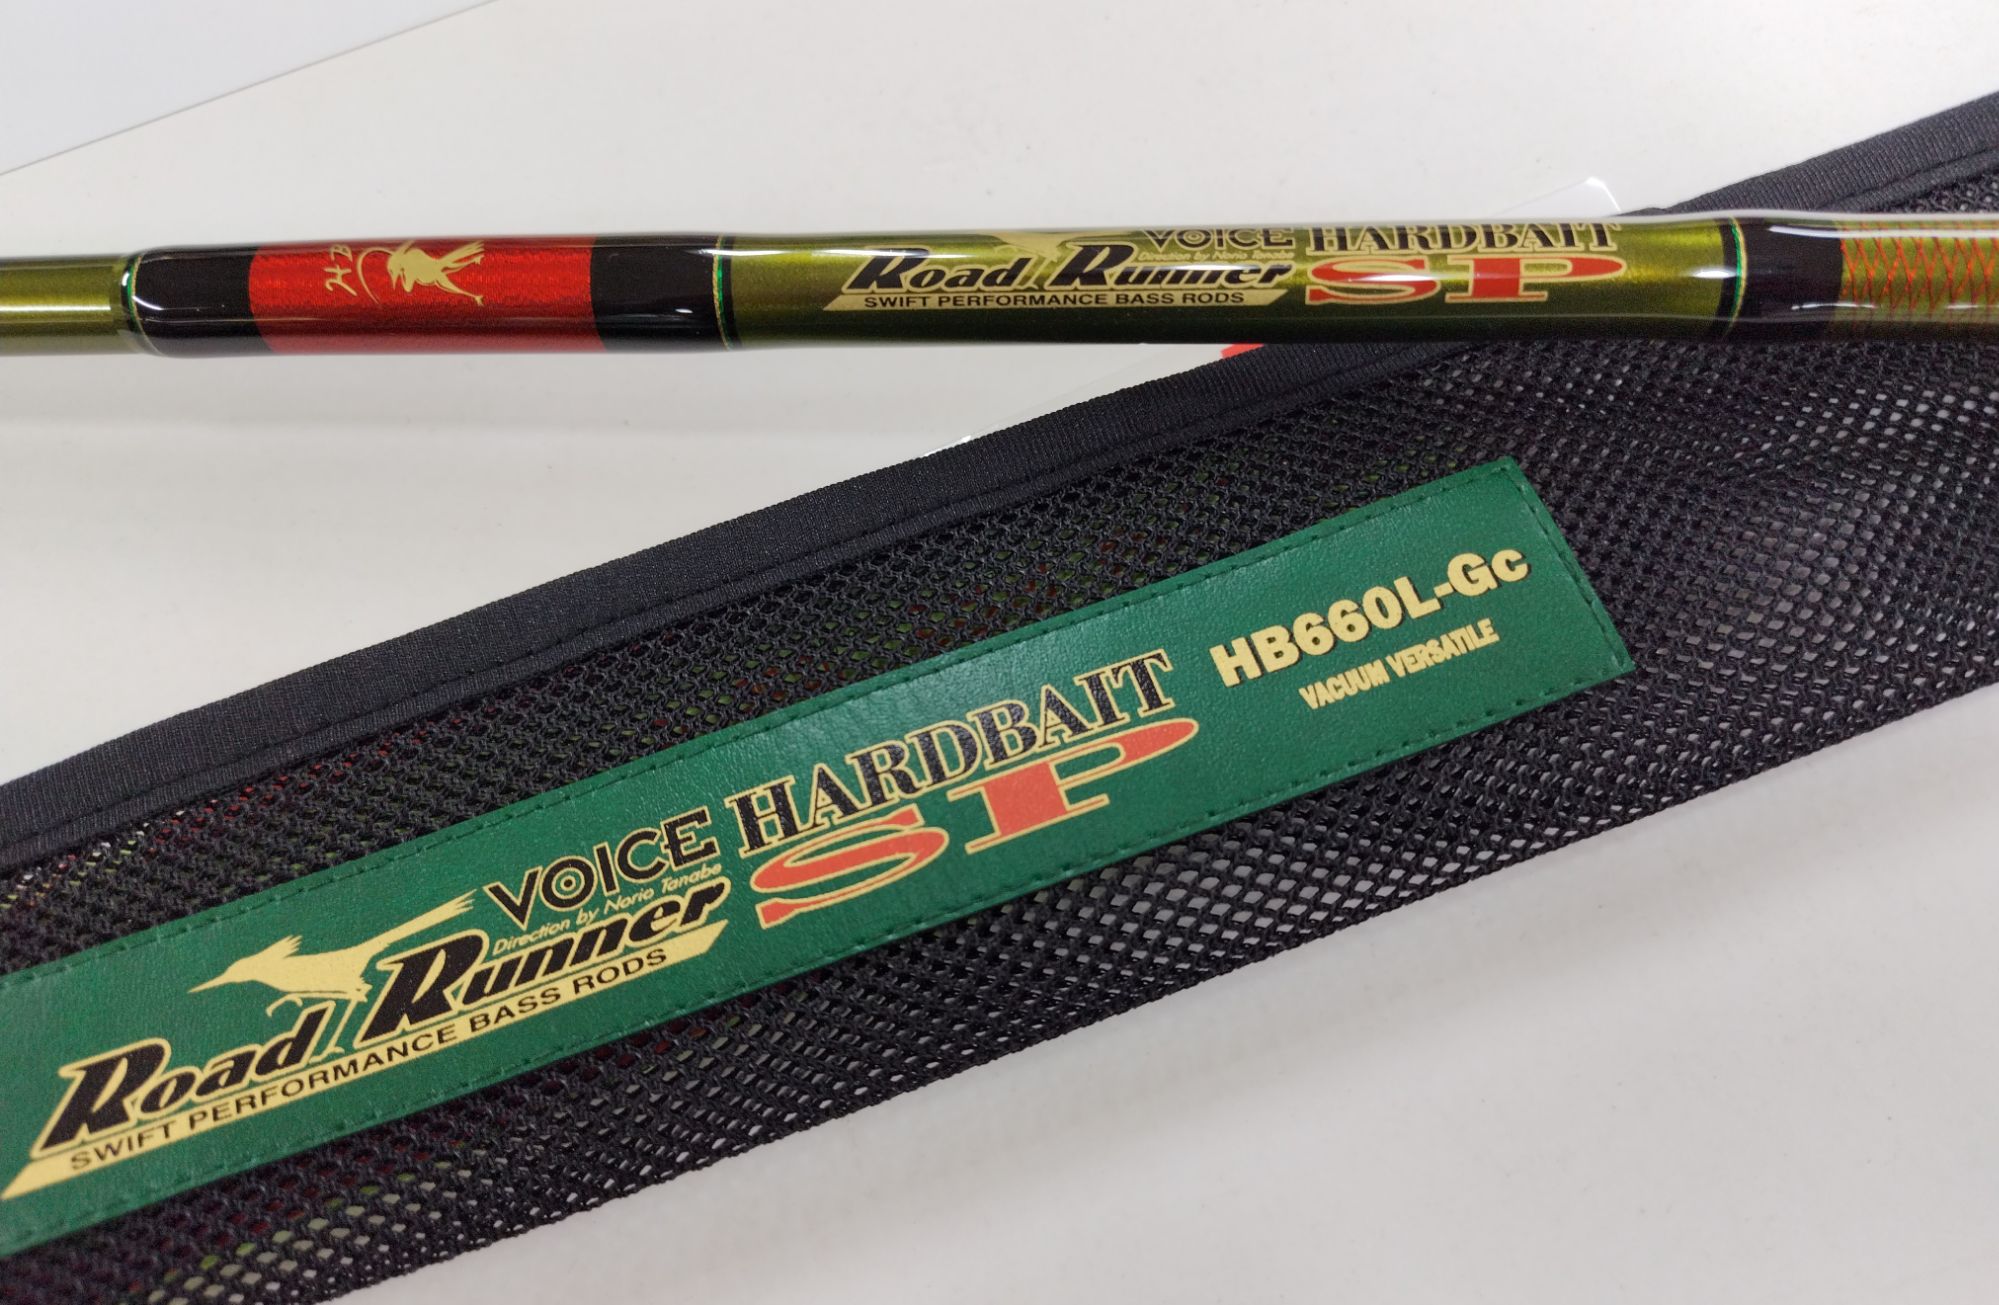 HB
VOICE
Direction by Norio Tanabe
Road Runner
SWIFT PERFORMANCE BASS RODS
HARDBAIT
SP
VOICE
Direction by Norio Tanabe
Road Runner
SWIFT PERFORMANCE BASS RODS
HARDBAIT
SP
HB660L-Gc
VACUUM VERSATILE